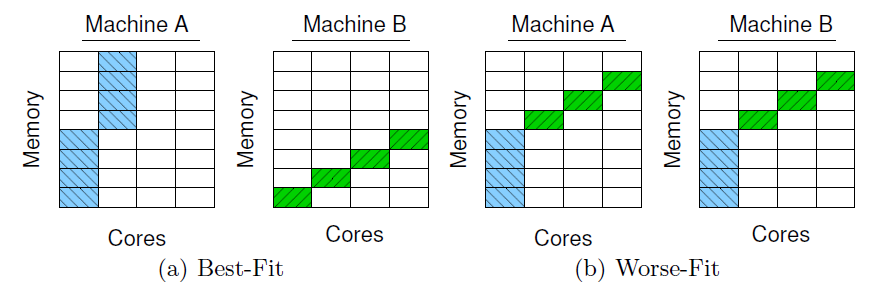 Machine A
Machine B
Machine A
Machine B
Memory
Memory
Memory
Memory
Cores
Cores
Cores
Cores
(a) Best-Fit
(b) Worse-Fit